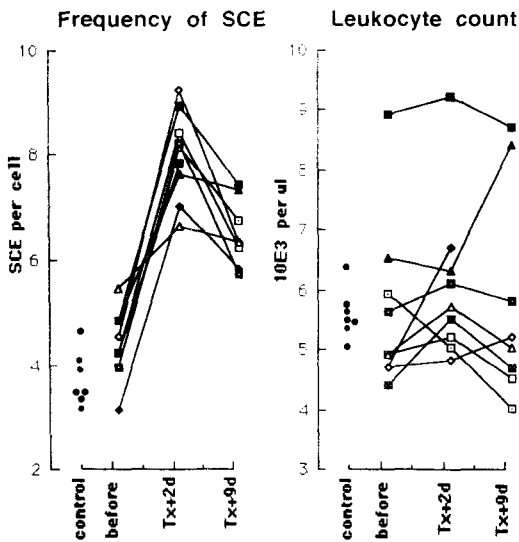 Frequency of SCE
Leukocyte count
10
8
6
4
2
SCE per cell
control
before
Tx+2d
Tx+9d
10
9
8
7
6
5
4
10E3 per ul
control
before
Tx+2d
Tx+9d